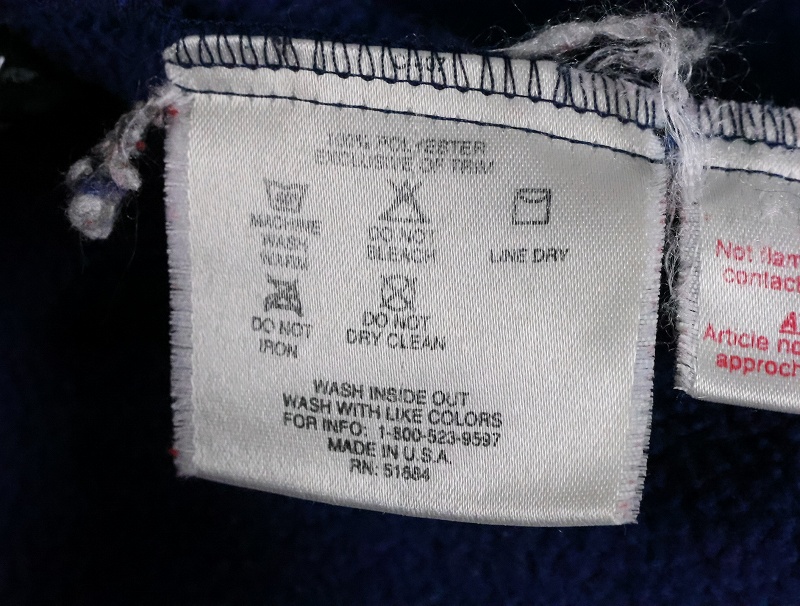 100% POLYESTER
EXCLUSIVE OF TRIM
MACHINE
WASH
WARM
DO NOT
BLEACH
LINE DRY
DO NOT
IRON
DO NOT
DRY CLEAN
WASH INSIDE OUT
WASH WITH LIKE COLORS
FOR INFO: 1-800-523-9597
MADE IN U.S.A.
RN: 51884
Not flam
contact
Article no
approch